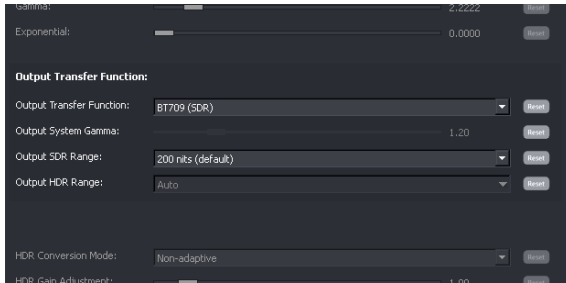 Gamma: 2.2222 Reset
Exponential: 0.0000 Reset
Output Transfer Function:
Output Transfer Function: BT709 (SDR) Reset
Output System Gamma: 1.20
Output SDR Range: 200 nits (default) Reset
Output HDR Range: Auto Reset
HDR Conversion Mode: Non-adaptive Reset
HDR Gain Adjustment: 1.00 Reset